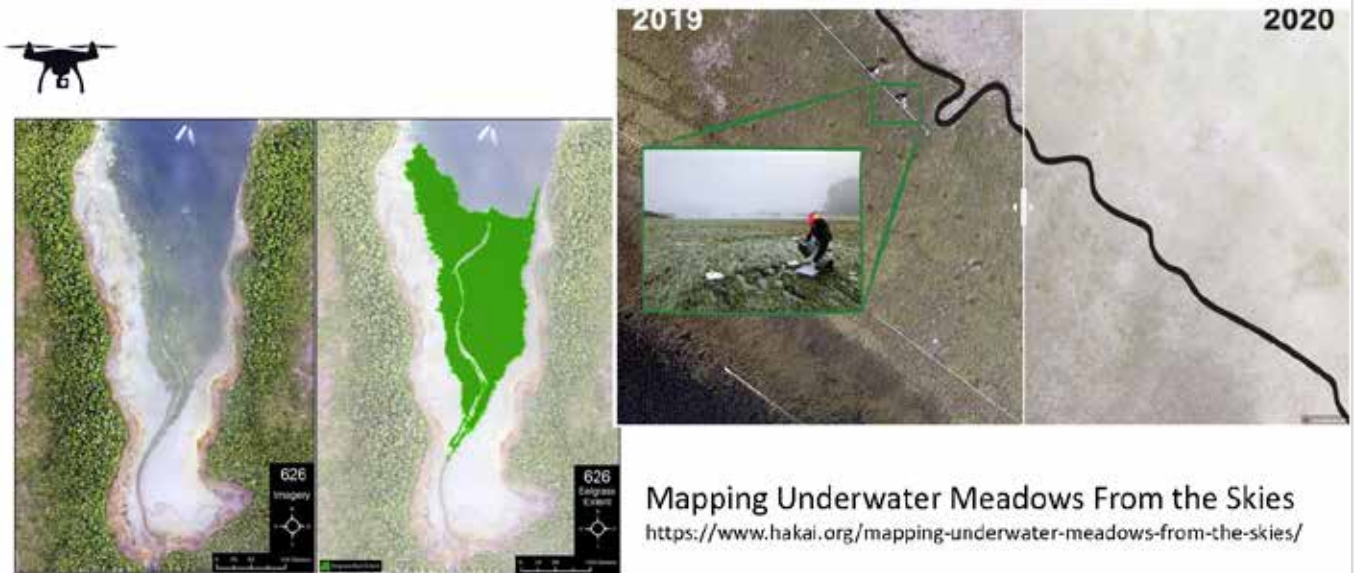 2019
2020
626
Imagery
626
Eelgrass
Extent
Mapping Underwater Meadows From the Skies
https://www.hakai.org/mapping-underwater-meadows-from-the-skies/